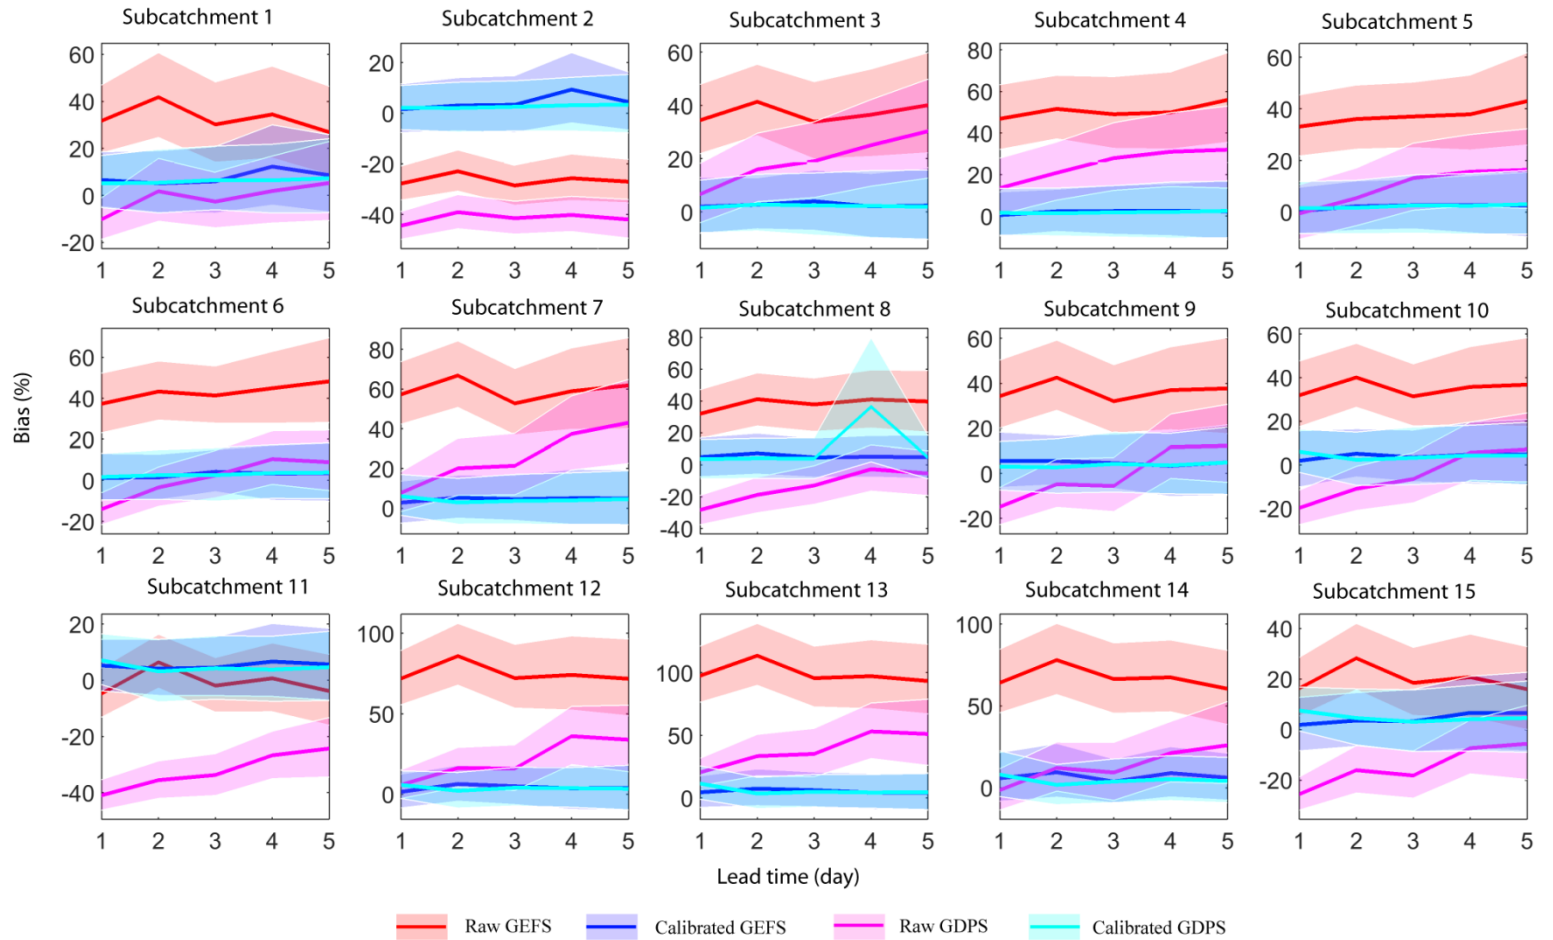 Subcatchment 1
Subcatchment 2
Subcatchment 3
Subcatchment 4
Subcatchment 5
60
40
20
0
-20
1 2 3 4 5
20
0
-20
-40
1 2 3 4 5
60
40
20
0
1 2 3 4 5
80
60
40
20
0
1 2 3 4 5
60
40
20
0
1 2 3 4 5
Bias (%)
Subcatchment 6
Subcatchment 7
Subcatchment 8
Subcatchment 9
Subcatchment 10
60
40
20
0
-20
1 2 3 4 5
80
60
40
20
0
1 2 3 4 5
80
60
40
20
0
-20
-40
1 2 3 4 5
60
40
20
0
-20
1 2 3 4 5
60
40
20
0
-20
1 2 3 4 5
Subcatchment 11
Subcatchment 12
Subcatchment 13
Subcatchment 14
Subcatchment 15
20
0
-20
-40
1 2 3 4 5
100
50
0
1 2 3 4 5
100
50
0
1 2 3 4 5
100
50
0
1 2 3 4 5
40
20
0
-20
1 2 3 4 5
Lead time (day)
Raw GEFS Calibrated GEFS Raw GDPS Calibrated GDPS